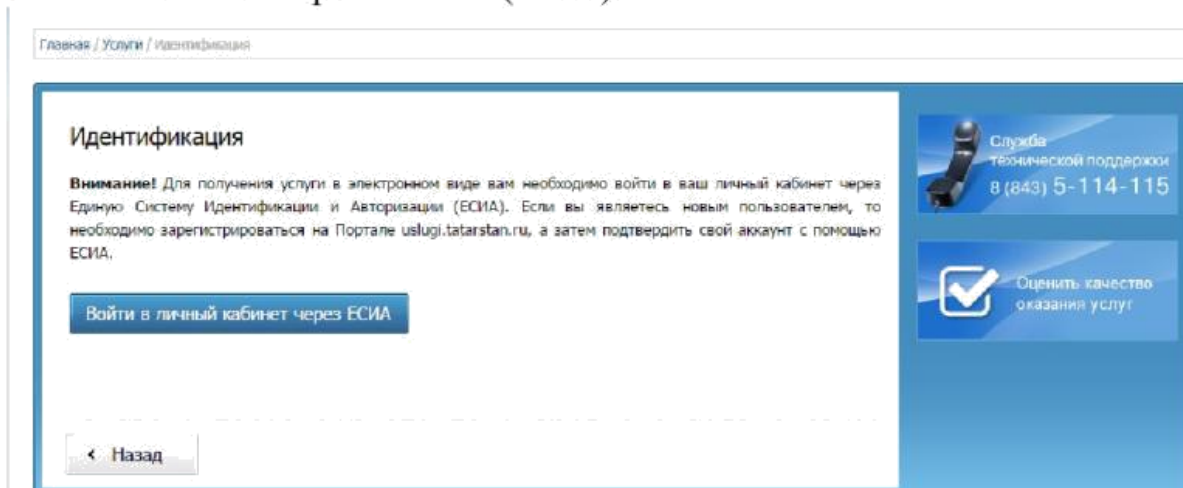 Главная / Услуги / Идентификация
Идентификация
Внимание! Для получения услуги в электронном виде вам необходимо войти в ваш личный кабинет через
Единую Систему Идентификации и Авторизации (ЕСИА). Если вы являетесь новым пользователем, то
необходимо зарегистрироваться на Портале uslugi.tatarstan.ru, а затем подтвердить свой аккаунт с помощью
ЕСИА.
Войти в личный кабинет через ЕСИА
Назад
Служба
технической поддержки
8 (843) 5-114-115
Оценить качество
оказания услуг